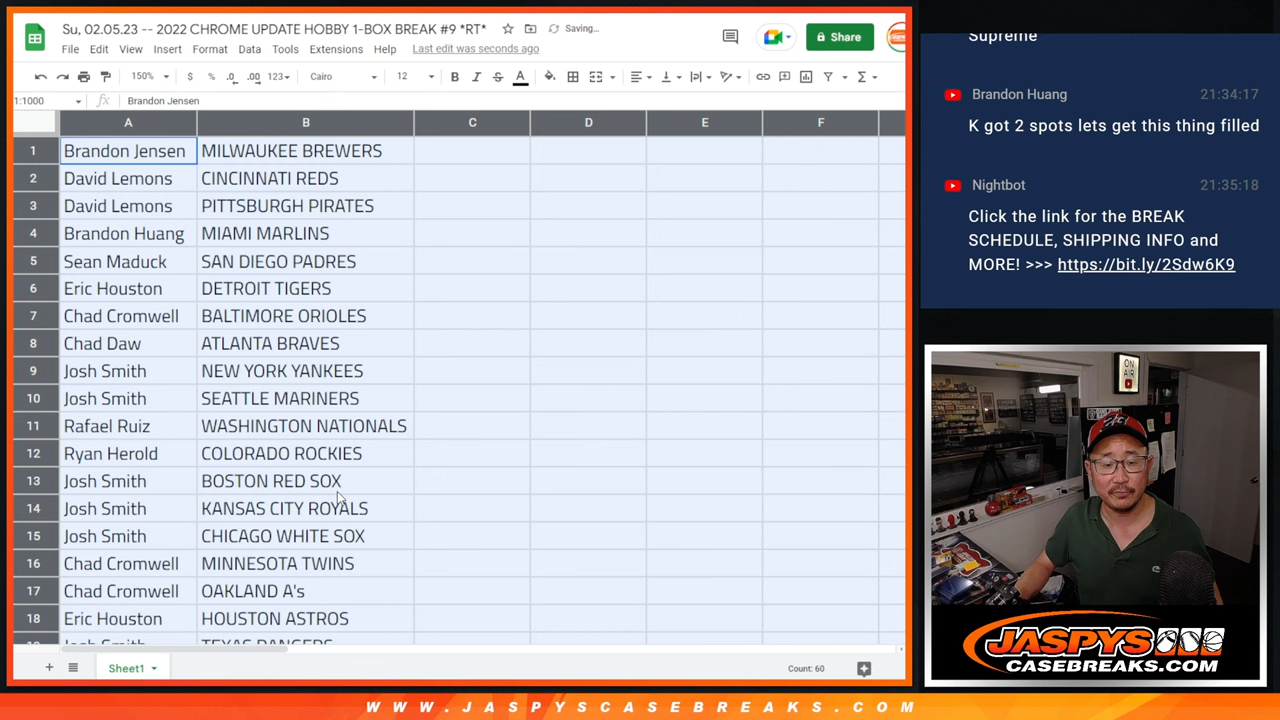 Su, 02.05.23 -- 2022 CHROME UPDATE HOBBY 1-BOX BREAK #9 *RT*
Saving...
File Edit View Insert Format Data Tools Extensions Help Last edit was seconds ago
Share
150% $ % .0 .00 123 Cairo 12 B I S A
1:1000 fx Brandon Jensen
A B C D E F
1 Brandon Jensen MILWAUKEE BREWERS
2 David Lemons CINCINNATI REDS
3 David Lemons PITTSBURGH PIRATES
4 Brandon Huang MIAMI MARLINS
5 Sean Maduck SAN DIEGO PADRES
6 Eric Houston DETROIT TIGERS
7 Chad Cromwell BALTIMORE ORIOLES
8 Chad Daw ATLANTA BRAVES
9 Josh Smith NEW YORK YANKEES
10 Josh Smith SEATTLE MARINERS
11 Rafael Ruiz WASHINGTON NATIONALS
12 Ryan Herold COLORADO ROCKIES
13 Josh Smith BOSTON RED SOX
14 Josh Smith KANSAS CITY ROYALS
15 Josh Smith CHICAGO WHITE SOX
16 Chad Cromwell MINNESOTA TWINS
17 Chad Cromwell OAKLAND A's
18 Eric Houston HOUSTON ASTROS
19 Josh Smith TEXAS RANGERS
Sheet1
Count: 60
Supreme
Brandon Huang 21:34:17
K got 2 spots lets get this thing filled
Nightbot 21:35:18
Click the link for the BREAK
SCHEDULE, SHIPPING INFO and
MORE! >>> https://bit.ly/2Sdw6K9
ON
AIR
JASPYS
CASEBREAKS.COM
WWW.JASPYSCASEBREAKS.COM